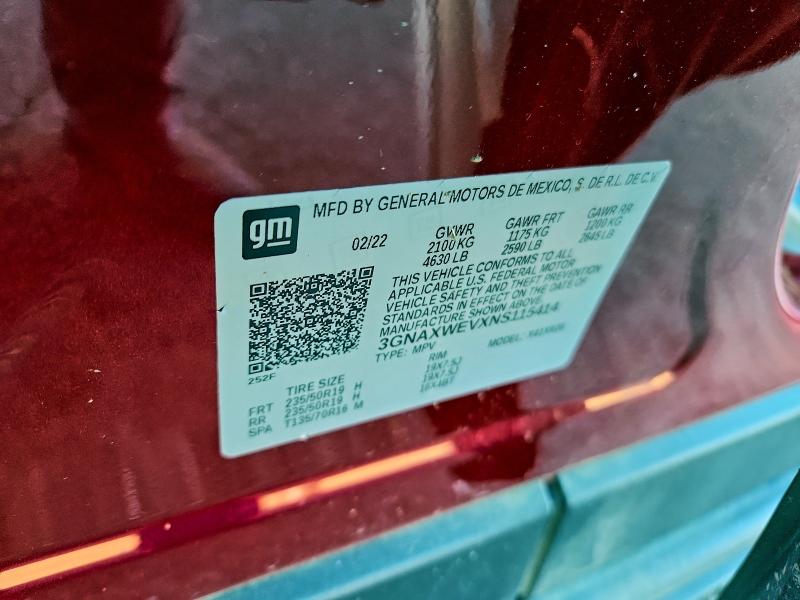 gm
MFD BY GENERAL MOTORS DE MEXICO, S. DE R.L. DE C.V.
02/22 GVWR GAWR FRT GAWR RR
2100 KG 1175 KG 1200 KG
4630 LB 2590 LB 2645 LB
THIS VEHICLE CONFORMS TO ALL
APPLICABLE U.S. FEDERAL MOTOR
VEHICLE SAFETY AND THEFT PREVENTION
STANDARDS IN EFFECT ON THE DATE OF
MANUFACTURE SHOWN ABOVE.
3GNAXWEVXNS115414
TYPE: MPV MODEL:
252F
TIRE SIZE RIM
FRT 235/50R19 H 19X7.5J
RR 235/50R19 H 19X7.5J
SPA T135/70R16 M 16X4BT